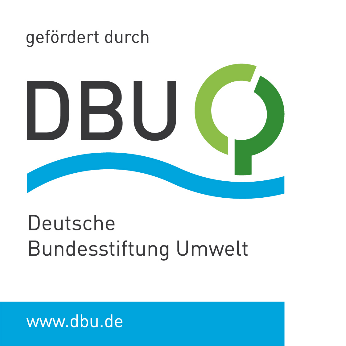 gefördert durch
DBU
Deutsche
Bundesstiftung Umwelt
www.dbu.de